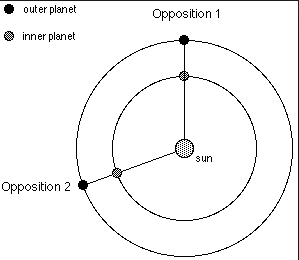 outer planet
Opposition 1
inner planet
sun
Opposition 2